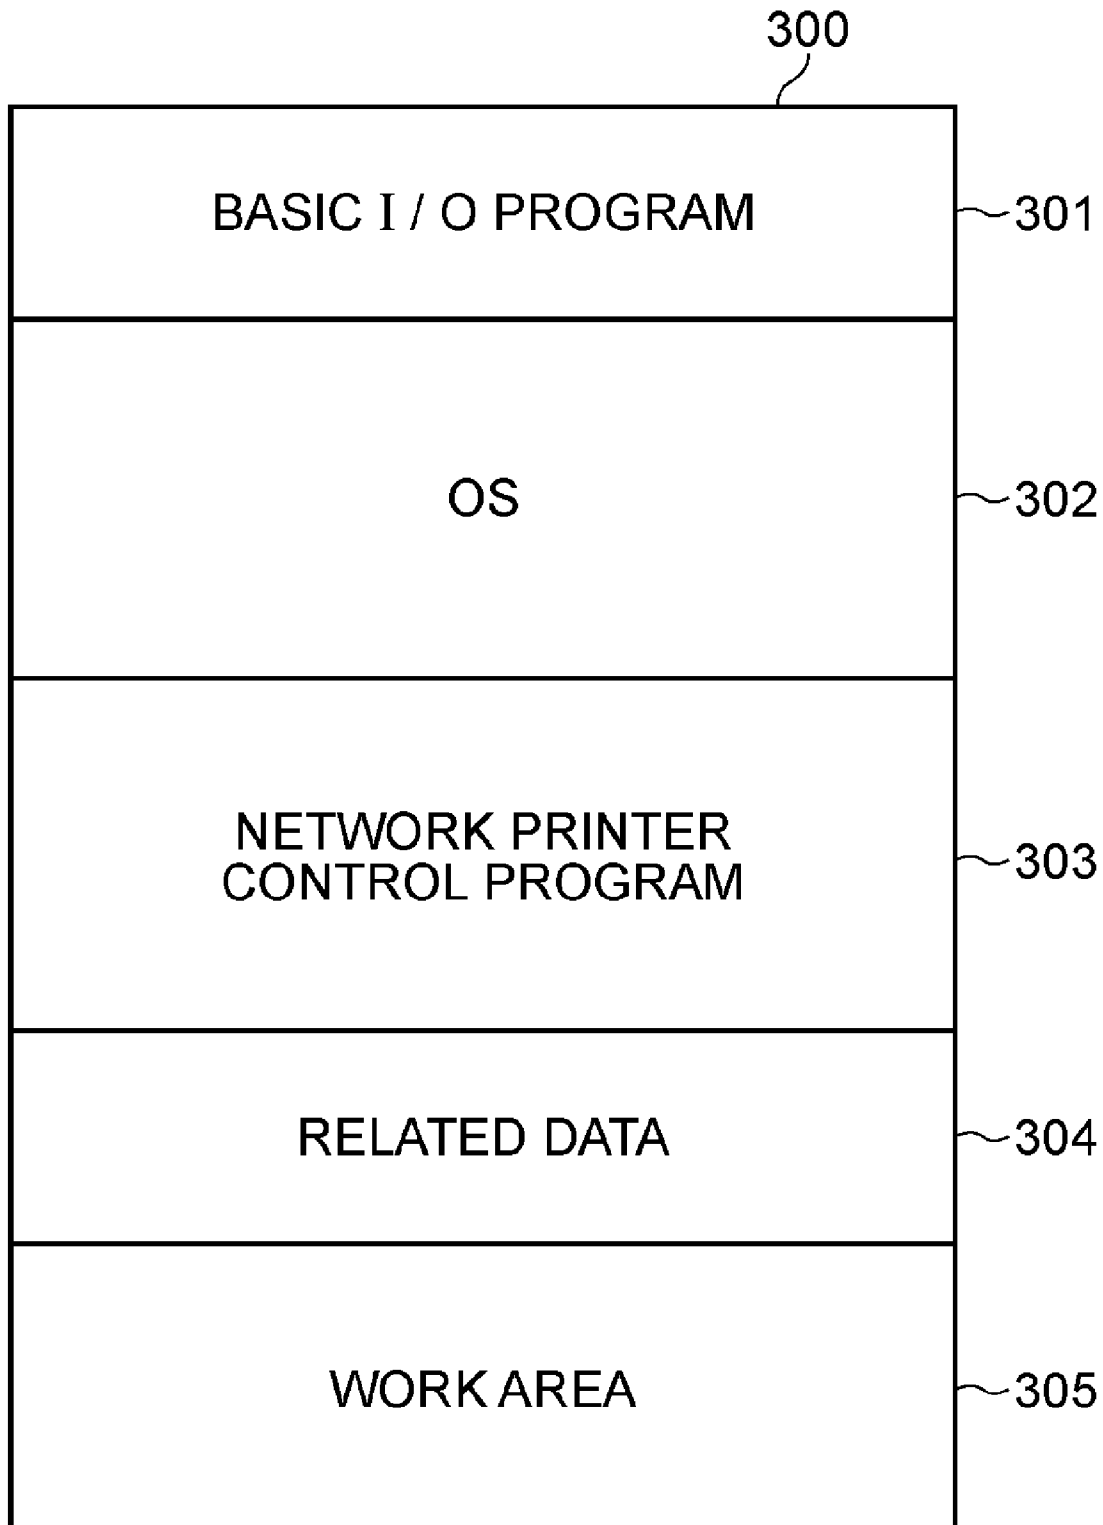 300
BASIC I / O PROGRAM
301
OS
302
NETWORK PRINTER
CONTROL PROGRAM
303
RELATED DATA
304
WORK AREA
305